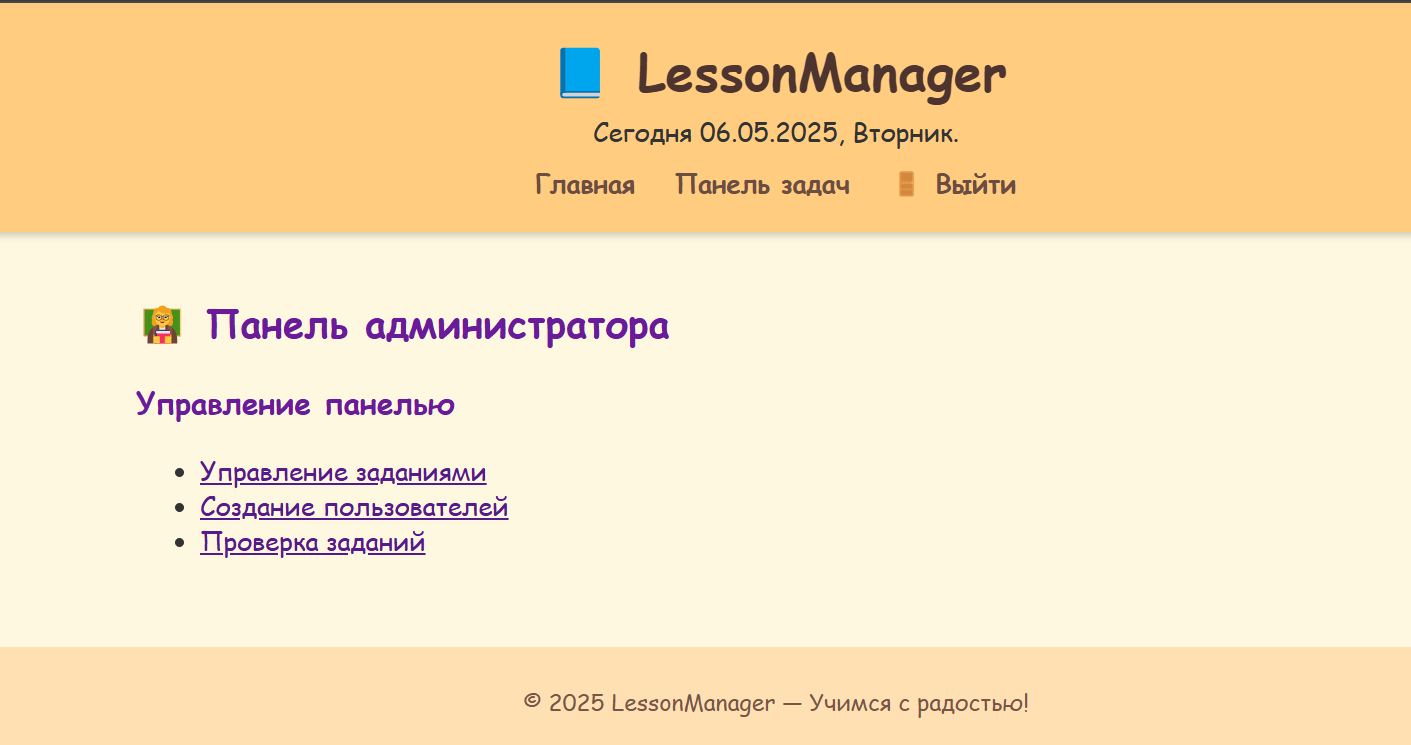 LessonManager
Сегодня 06.05.2025, Вторник.
Главная Панель задач Выйти
Панель администратора
Управление панелью
Управление заданиями
Создание пользователей
Проверка заданий
© 2025 LessonManager — Учимся с радостью!